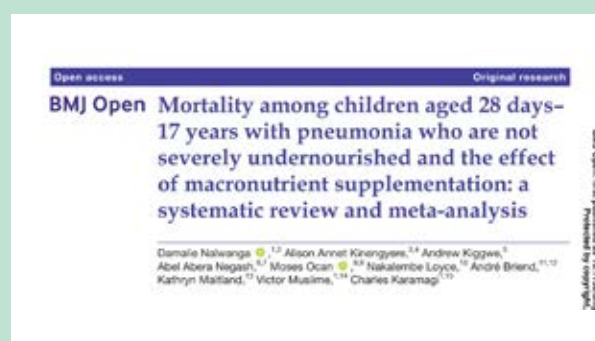 Open access
Original research
BMJ Open
Mortality among children aged 28 days–
17 years with pneumonia who are not
severely undernourished and the effect
of macronutrient supplementation: a
systematic review and meta-analysis
Damalie Nalwanga, Alison Annet Kinengyere, Andrew Kiggwe,
Abel Abera Negash, Moses Ocan, Nakalembe Loyce, André Briend,
Kathryn Maitland, Victor Musiime, Charles Karamagi
Protected by copyright,